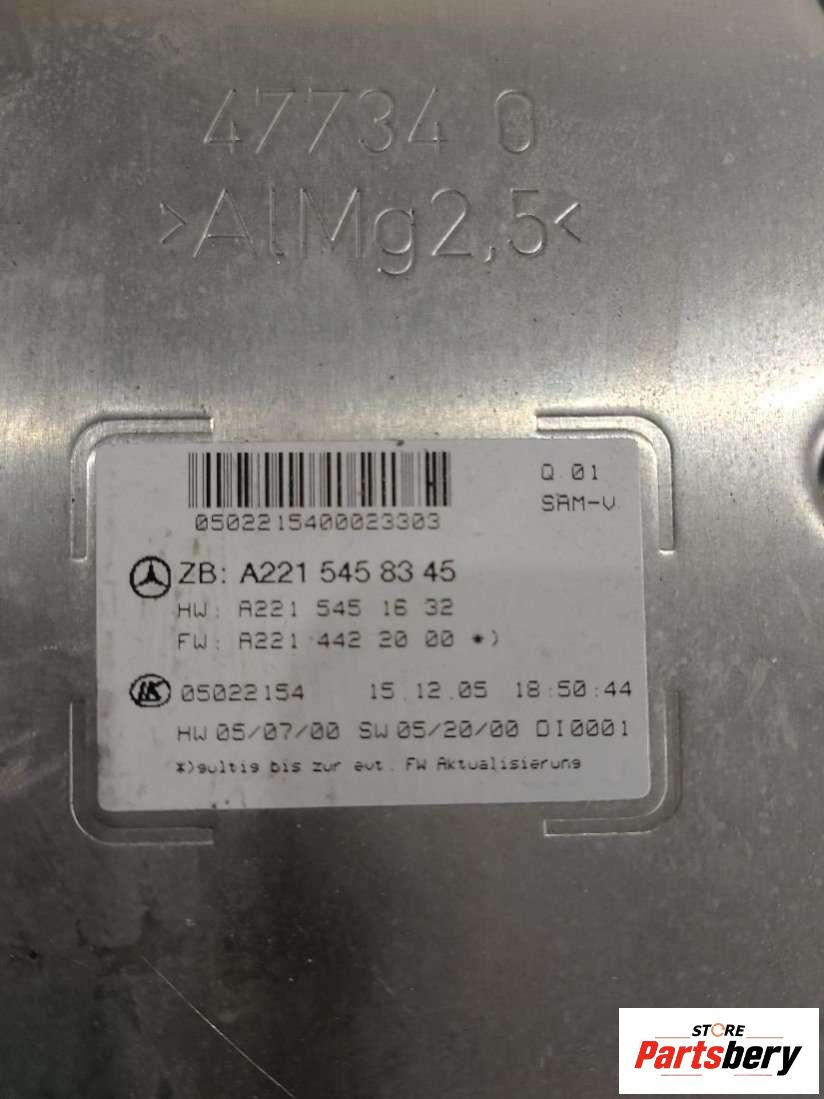 47734 0
>AlMg2,5<
Q 01
SAM-V
0502215400023303
ZB: A221 545 83 45
HW: A221 545 16 32
FW: A221 442 20 00 *)
LK 05022154 15.12.05 18:50:44
HW 05/07/00 SW 05/20/00 DI0001
*)gultig bis zur evt. FW Aktualisierung
STORE
Partsbery